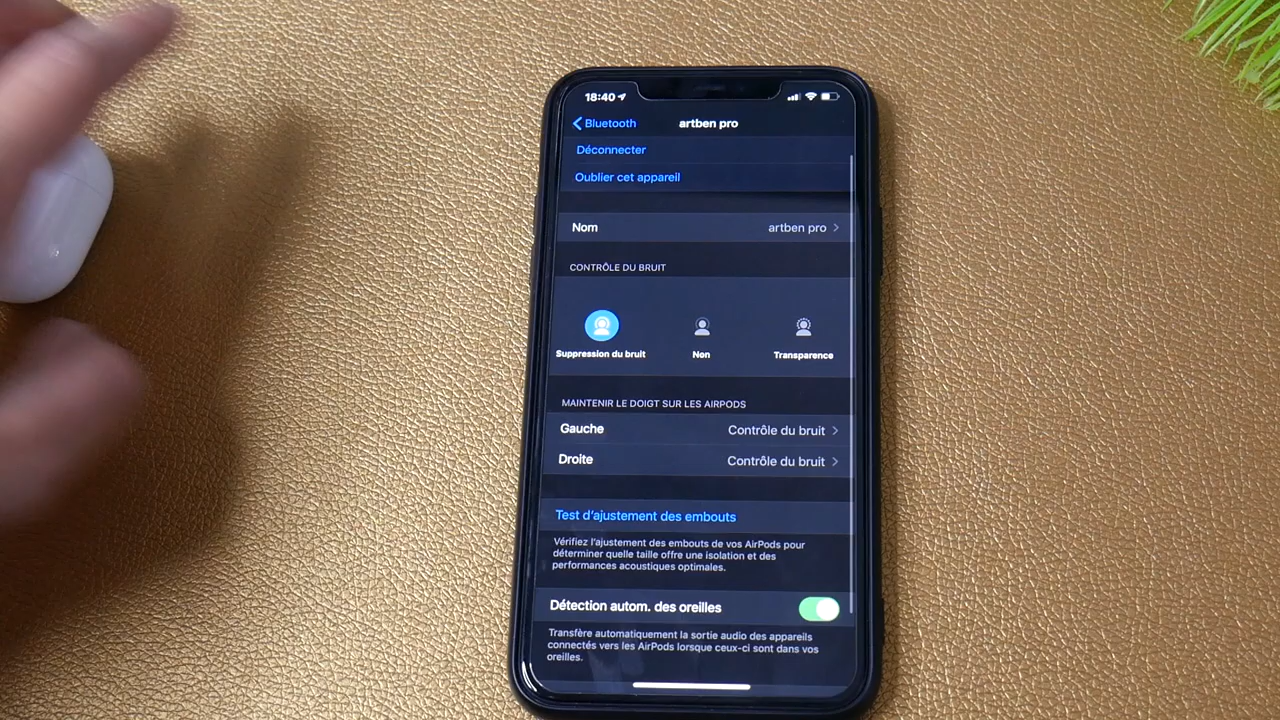 18:40
Bluetooth
artben pro
Déconnecter
Oublier cet appareil
Nom
artben pro
CONTRÔLE DU BRUIT
Suppression du bruit
Non
Transparence
MAINTENIR LE DOIGT SUR LES AIRPODS
Gauche
Contrôle du bruit
Droite
Contrôle du bruit
Test d’ajustement des embouts
Vérifiez l’ajustement des embouts de vos AirPods pour
déterminer quelle taille offre une isolation et des
performances acoustiques optimales.
Détection autom. des oreilles
Transfère automatiquement la sortie audio des appareils
connectés vers les AirPods lorsque ceux-ci sont dans vos
oreilles.